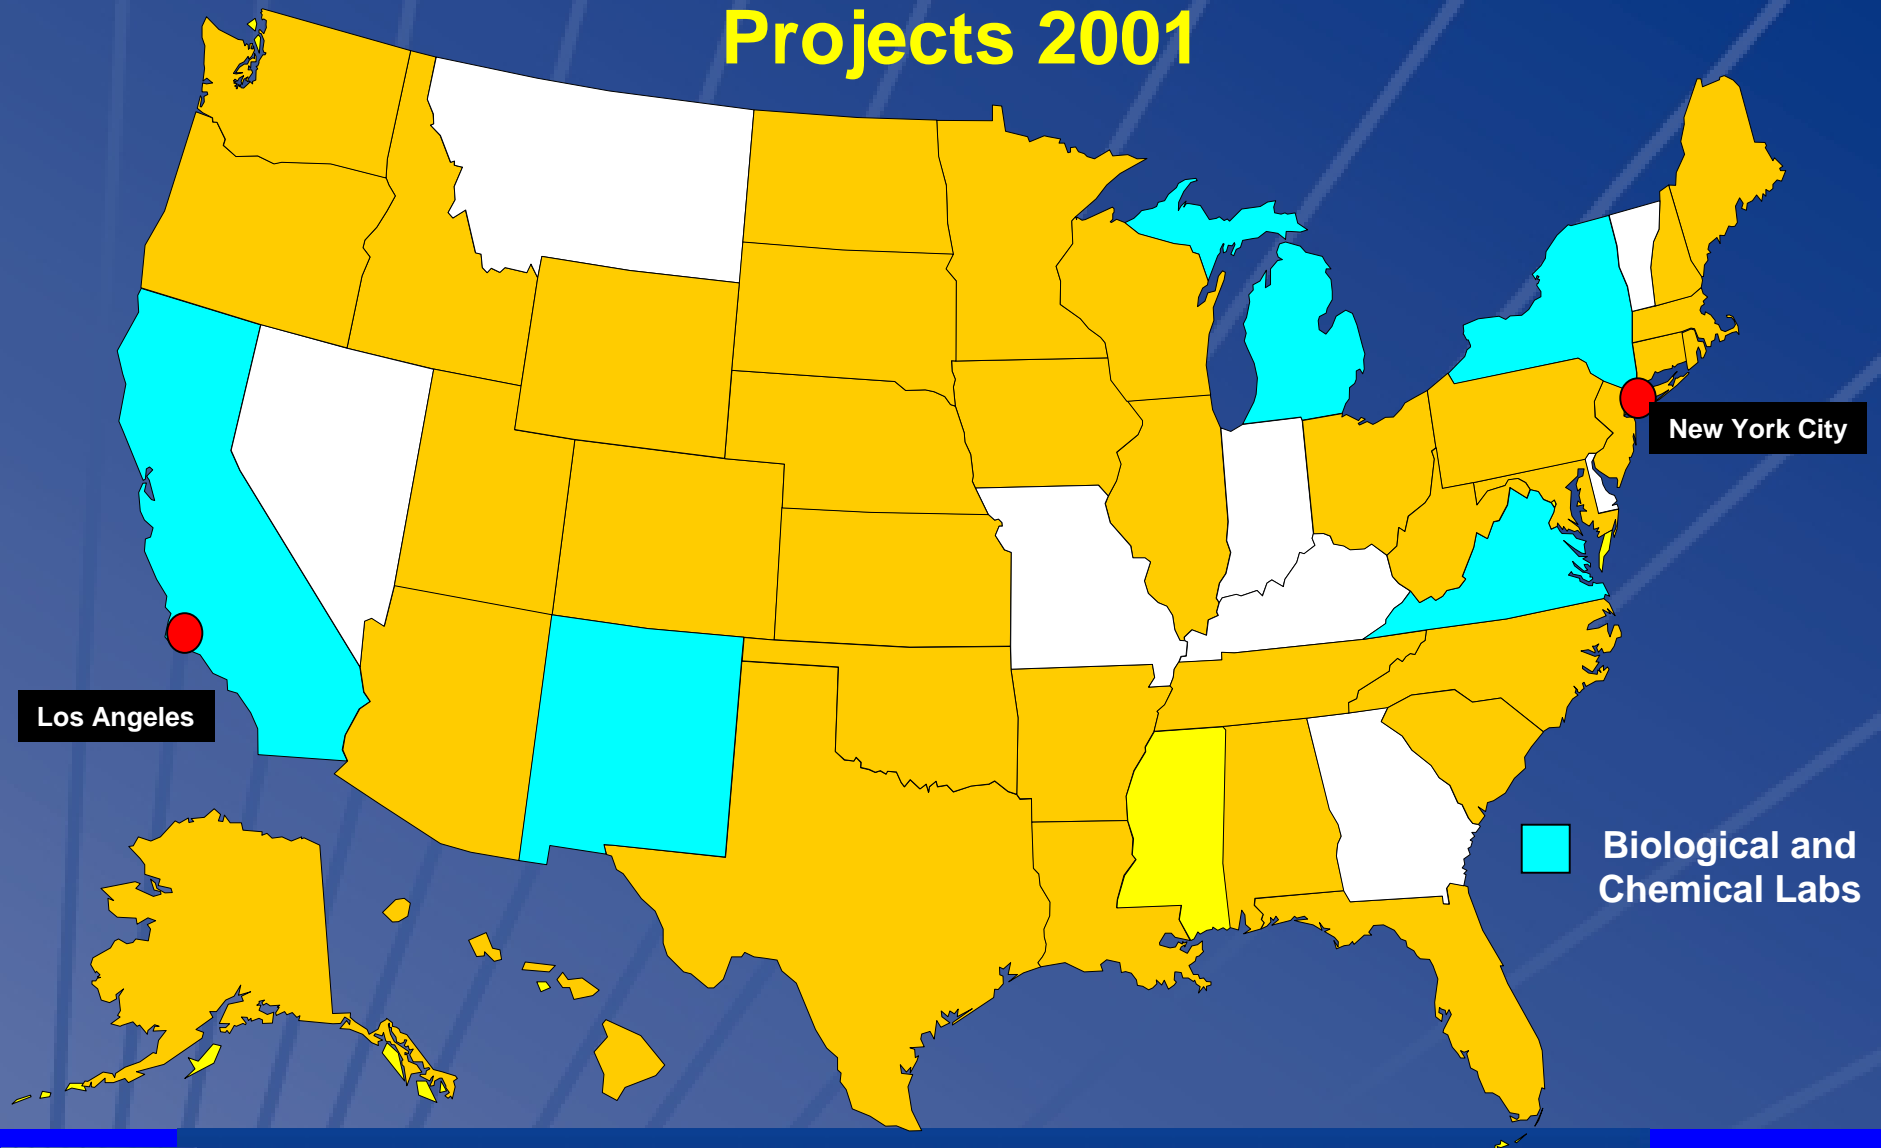 Projects 2001
New York City
Los Angeles
Biological and
Chemical Labs